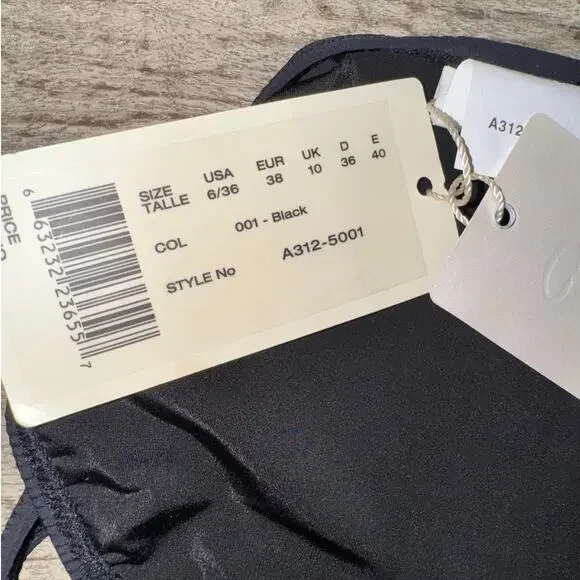 PRICE
6 63232 23655 7
SIZE USA EUR UK D E
TALLE 6/36 38 10 36 40
COL 001 - Black
STYLE No A312-5001
A312